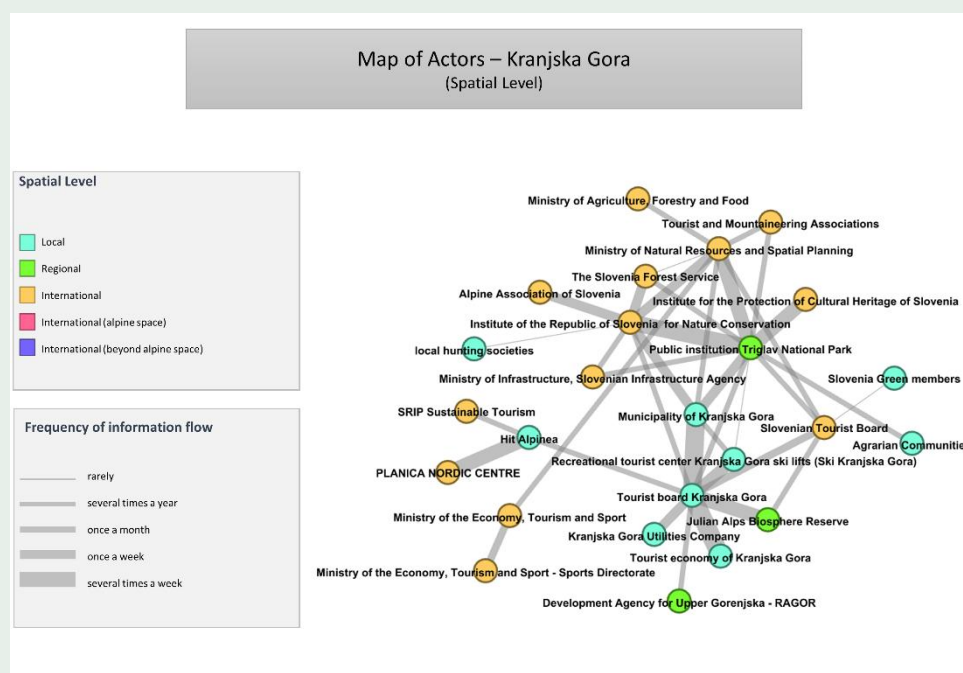 Map of Actors – Kranjska Gora
(Spatial Level)
Spatial Level
Local
Regional
International
International (alpine space)
International (beyond alpine space)
Frequency of information flow
rarely
several times a year
once a month
once a week
several times a week
Ministry of Agriculture, Forestry and Food
Tourist and Mountaineering Associations
Ministry of Natural Resources and Spatial Planning
The Slovenia Forest Service
Alpine Association of Slovenia
Institute for the Protection of Cultural Heritage of Slovenia
Institute of the Republic of Slovenia for Nature Conservation
local hunting societies
Public institution Triglav National Park
Ministry of Infrastructure, Slovenian Infrastructure Agency
Slovenia Green members
SRIP Sustainable Tourism
Municipality of Kranjska Gora
Slovenian Tourist Board
Hit Alpinea
Agrarian Communities
Recreational tourist center Kranjska Gora ski lifts (Ski Kranjska Gora)
PLANICA NORDIC CENTRE
Tourist board Kranjska Gora
Ministry of the Economy, Tourism and Sport
Julian Alps Biosphere Reserve
Kranjska Gora Utilities Company
Tourist economy of Kranjska Gora
Ministry of the Economy, Tourism and Sport - Sports Directorate
Development Agency for Upper Gorenjska - RAGOR